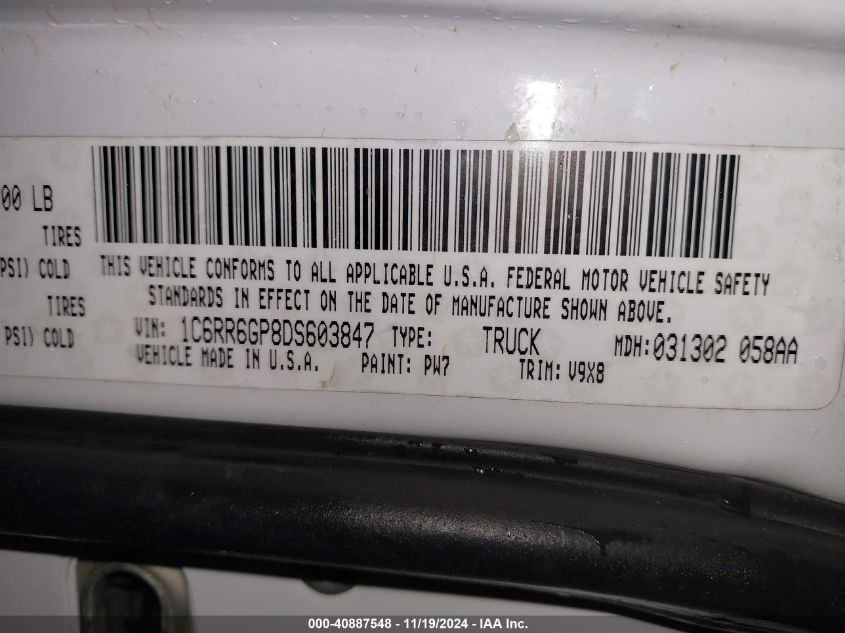 00 LB
TIRES
PSI) COLD
TIRES
PSI) COLD
THIS VEHICLE CONFORMS TO ALL APPLICABLE U.S.A. FEDERAL MOTOR VEHICLE SAFETY
STANDARDS IN EFFECT ON THE DATE OF MANUFACTURE SHOWN ABOVE.
VIN: 1C6RR6GP8DS603847 TYPE: TRUCK MDH:031302 058AA
VEHICLE MADE IN U.S.A. PAINT: PW7 TRIM: V9X8
000-40887548 - 11/19/2024 - IAA Inc.